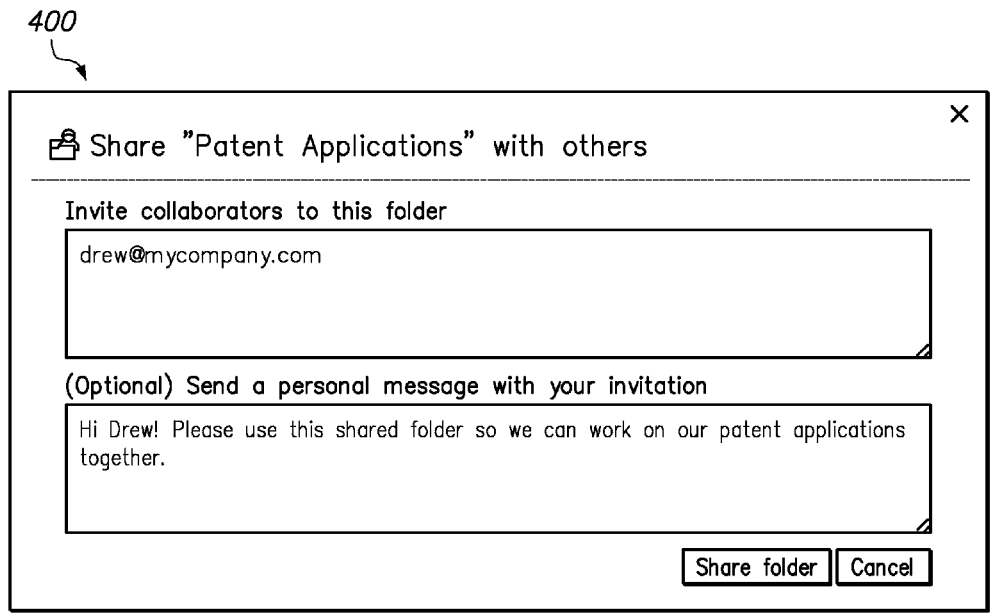 400
×
Share "Patent Applications" with others
Invite collaborators to this folder
drew@mycompany.com
(Optional) Send a personal message with your invitation
Hi Drew! Please use this shared folder so we can work on our patent applications
together.
Share folder
Cancel